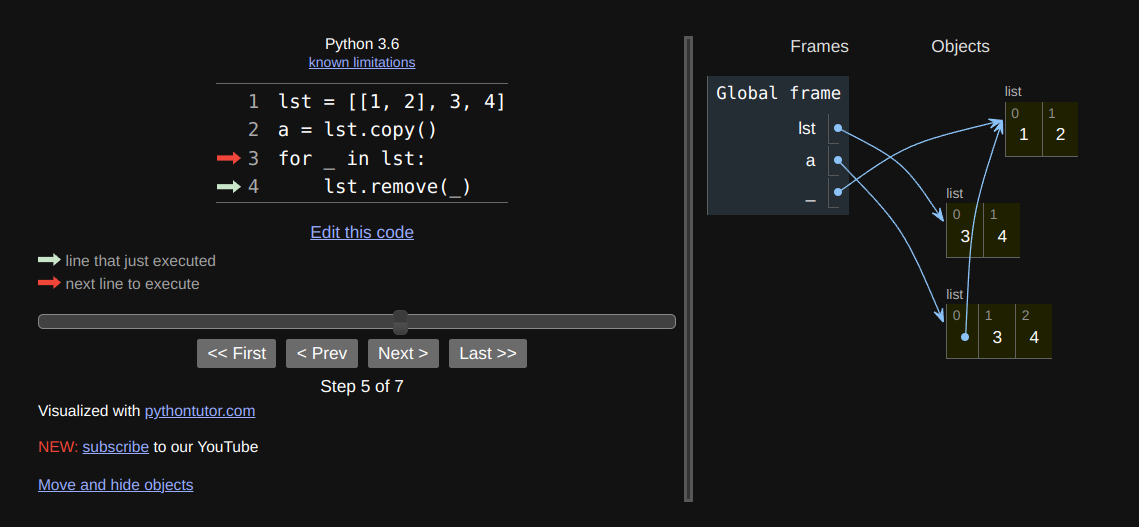 Python 3.6
known limitations
1 lst = [[1, 2], 3, 4]
2 a = lst.copy()
3 for _ in lst:
4     lst.remove(_)
Edit this code
line that just executed
next line to execute
<< First  < Prev  Next >  Last >>
Step 5 of 7
Visualized with pythontutor.com
NEW: subscribe to our YouTube
Move and hide objects
Frames  Objects
Global frame
lst
a
_
list
0 1
1 2
list
0 1
3 4
list
0 1 2
3 4